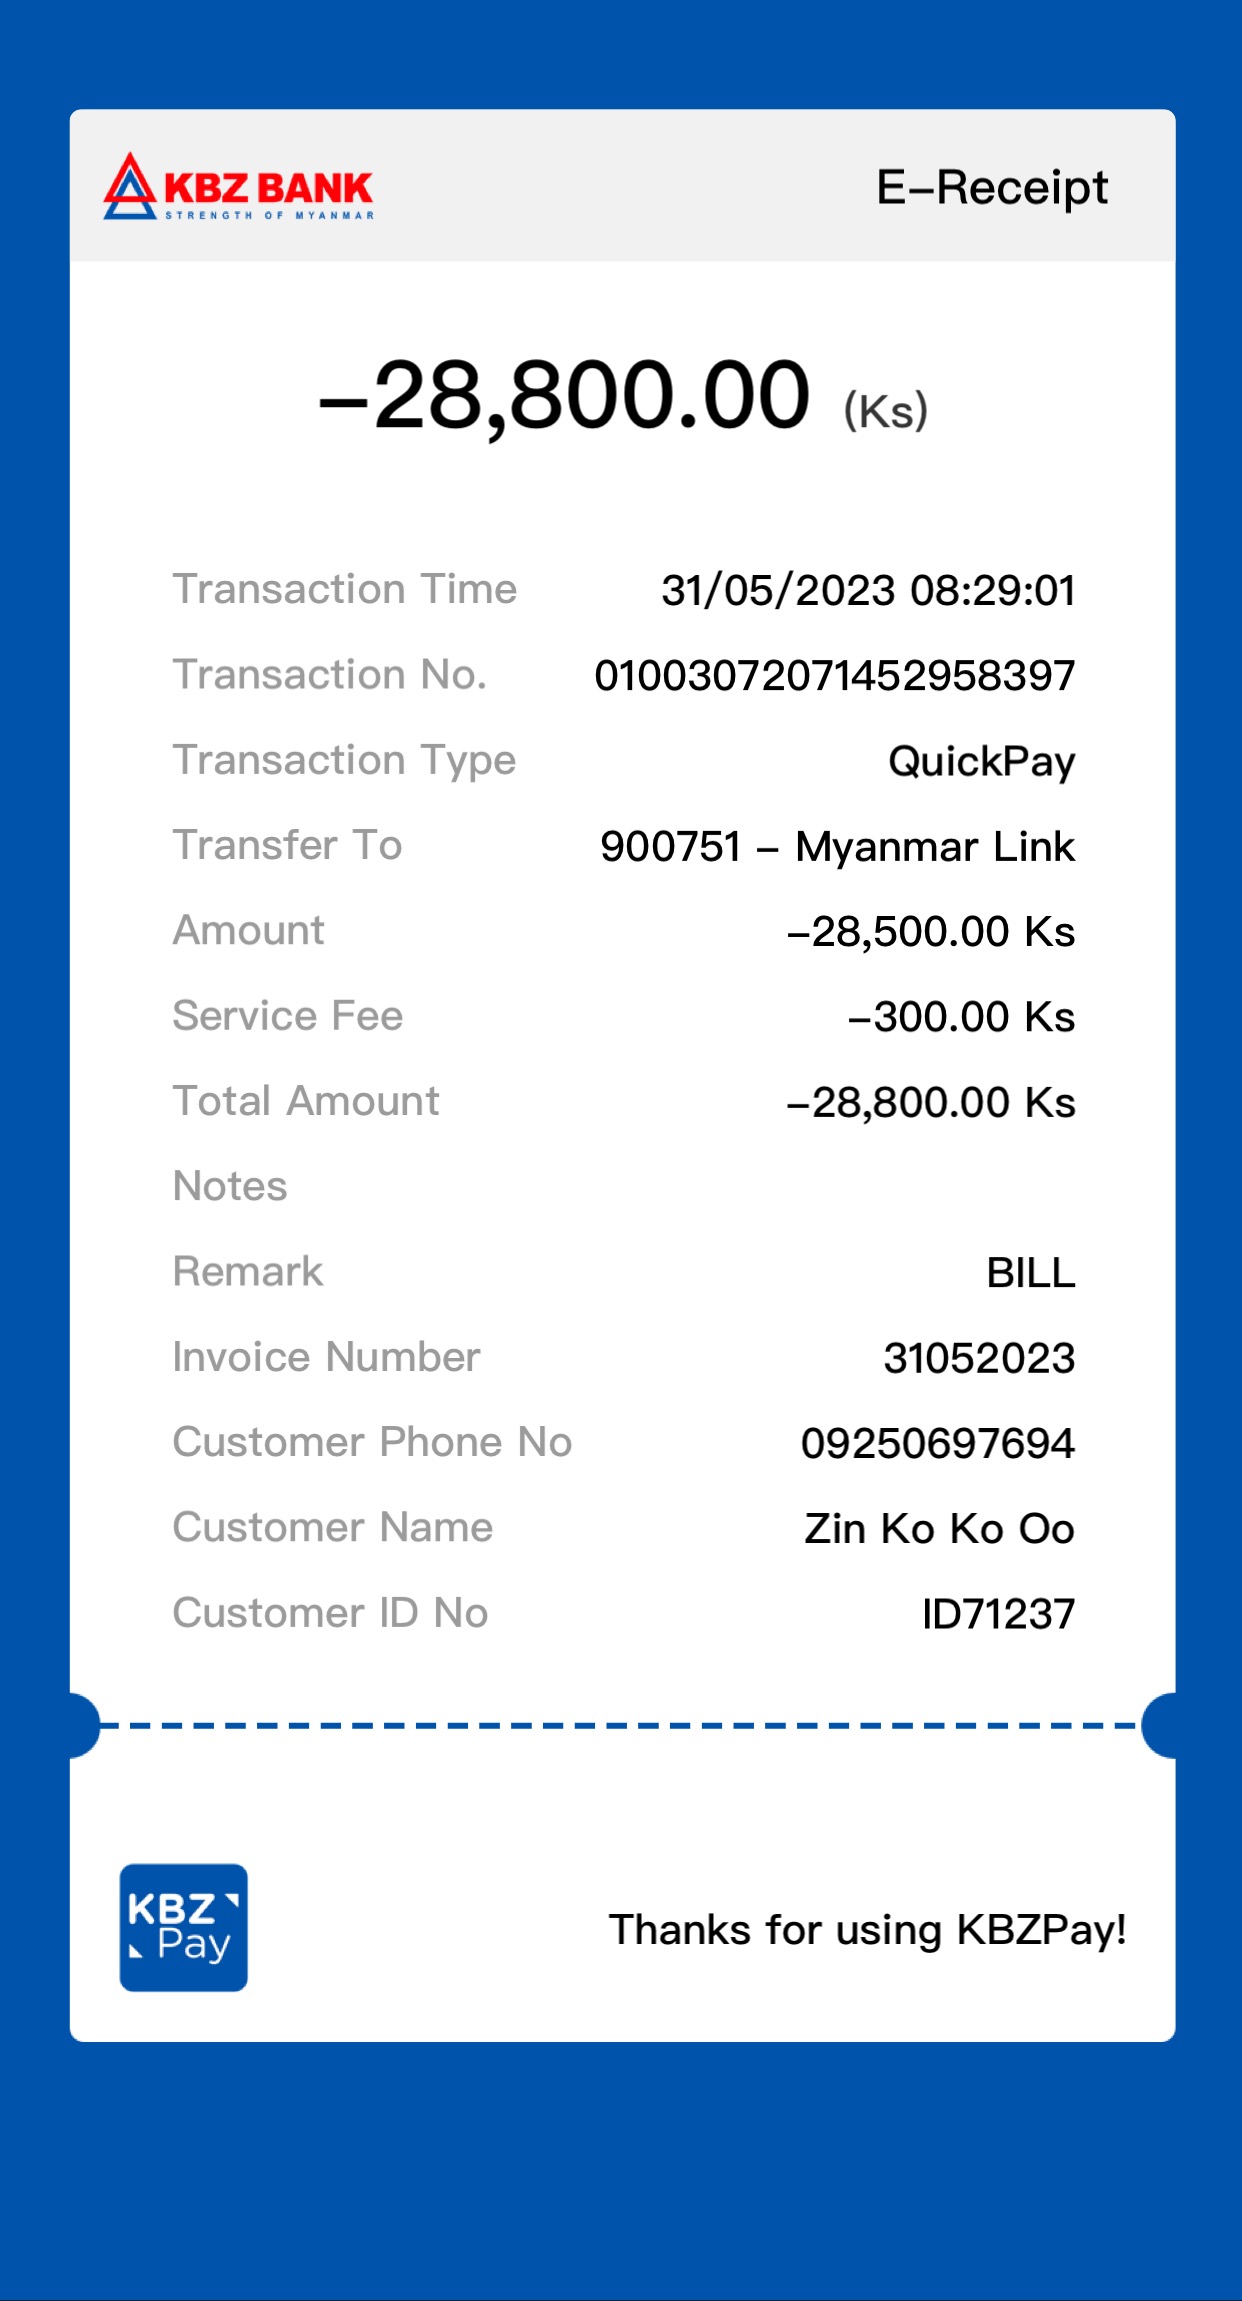 KBZ BANK
STRENGTH OF MYANMAR
E-Receipt
-28,800.00 (Ks)
Transaction Time 31/05/2023 08:29:01
Transaction No. 01003072071452958397
Transaction Type QuickPay
Transfer To 900751 - Myanmar Link
Amount -28,500.00 Ks
Service Fee -300.00 Ks
Total Amount -28,800.00 Ks
Notes
Remark BILL
Invoice Number 31052023
Customer Phone No 09250697694
Customer Name Zin Ko Ko Oo
Customer ID No ID71237
KBZ
Pay
Thanks for using KBZPay!